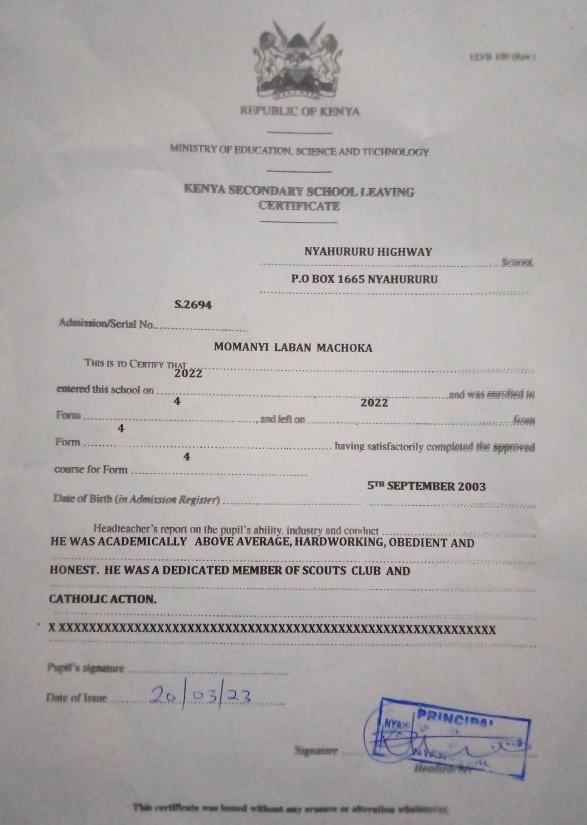 ED/B 100 (Rev.)
REPUBLIC OF KENYA
MINISTRY OF EDUCATION, SCIENCE AND TECHNOLOGY
KENYA SECONDARY SCHOOL LEAVING
CERTIFICATE
NYAHURURU HIGHWAY
School.
P.O BOX 1665 NYAHURURU
S.2694
Admission/Serial No.
MOMANYI LABAN MACHOKA
THIS IS TO CERTIFY THAT
2022
entered this school on and was enrolled in
4 2022
Form , and left on from
4
Form having satisfactorily completed the approved
4
course for Form
5TH SEPTEMBER 2003
Date of Birth (in Admission Register)
Headteacher's report on the pupil's ability, industry and conduct
HE WAS ACADEMICALLY ABOVE AVERAGE, HARDWORKING, OBEDIENT AND
HONEST. HE WAS A DEDICATED MEMBER OF SCOUTS CLUB AND
CATHOLIC ACTION.
X XXXXXXXXXXXXXXXXXXXXXXXXXXXXXXXXXXXXXXXXXXXXXXXXXX
Pupil's signature
Date of Issue 20/03/23
PRINCIPAL
NYAH
Signature
Headteacher
This certificate was issued without any erasure or alteration whatsoever.